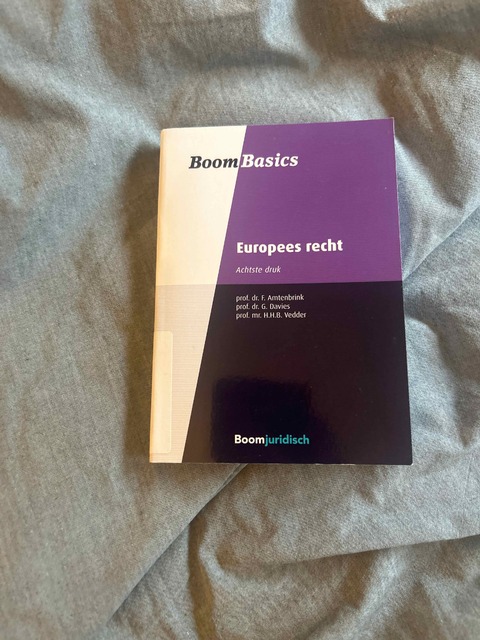 BoomBasics
Europees recht
Achtste druk
prof. dr. F. Amtenbrink
prof. dr. G. Davies
prof. mr. H.H.B. Vedder
Boomjuridisch